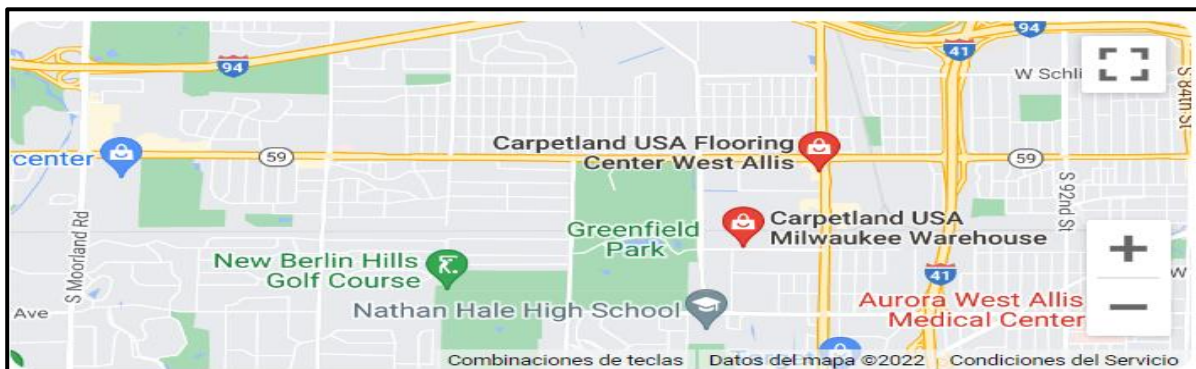 94
94
41
W Schli
S 84th St
center
59
Carpetland USA Flooring
Center West Allis
59
S 92nd St
S Moorland Rd
Greenfield
Park
Carpetland USA
Milwaukee Warehouse
New Berlin Hills
Golf Course
41
W
Ave
Nathan Hale High School
Aurora West Allis
Medical Center
Combinaciones de teclas
Datos del mapa ©2022
Condiciones del Servicio